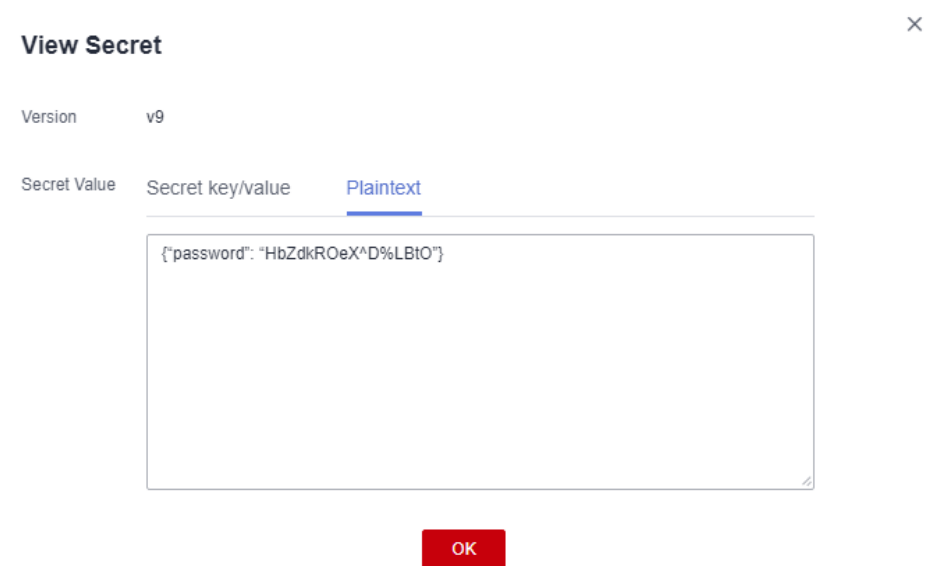 View Secret
Version v9
Secret Value Secret key/value Plaintext
{“password”: “HbZdkROeX^D%LBtO”}
OK